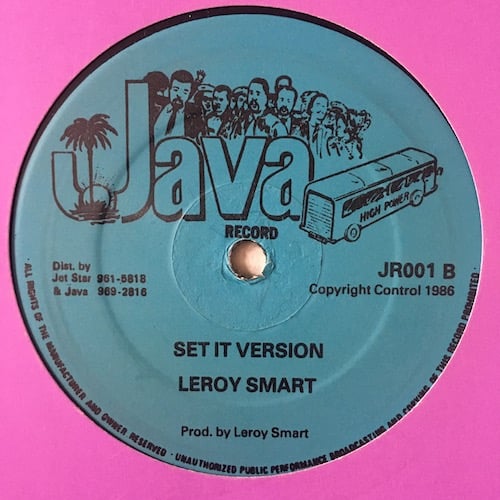 Java
RECORD
HIGH POWER
Dist. by
Jet Star 961-5818
& Java 969-2816
JR001 B
Copyright Control 1986
SET IT VERSION
LEROY SMART
Prod. by Leroy Smart
· ALL RIGHTS OF THE MANUFACTURER AND OWNER RESERVED · UNAUTHORIZED PUBLIC PERFORMANCE BROADCASTING AND COPYING OF THIS RECORD PROHIBITED.